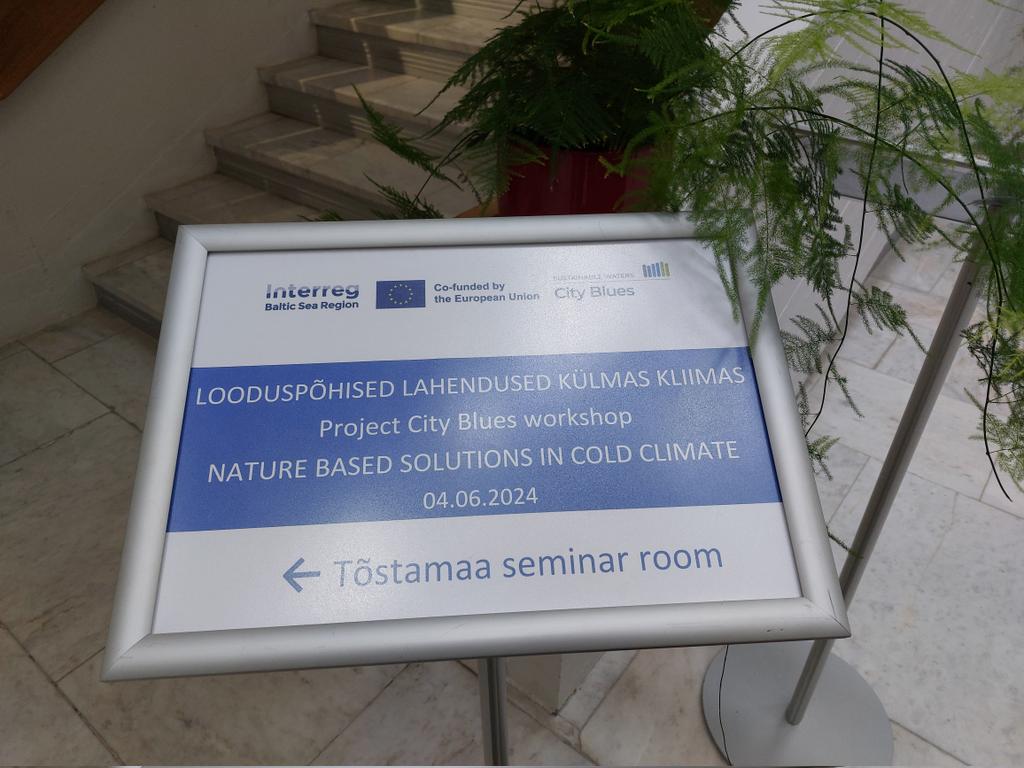 Interreg
Baltic Sea Region
Co-funded by
the European Union
SUSTAINABLE WATERS
City Blues
LOODUSPÕHISED LAHENDUSED KÜLMAS KLIIMAS
Project City Blues workshop
NATURE BASED SOLUTIONS IN COLD CLIMATE
04.06.2024
← Tõstamaa seminar room